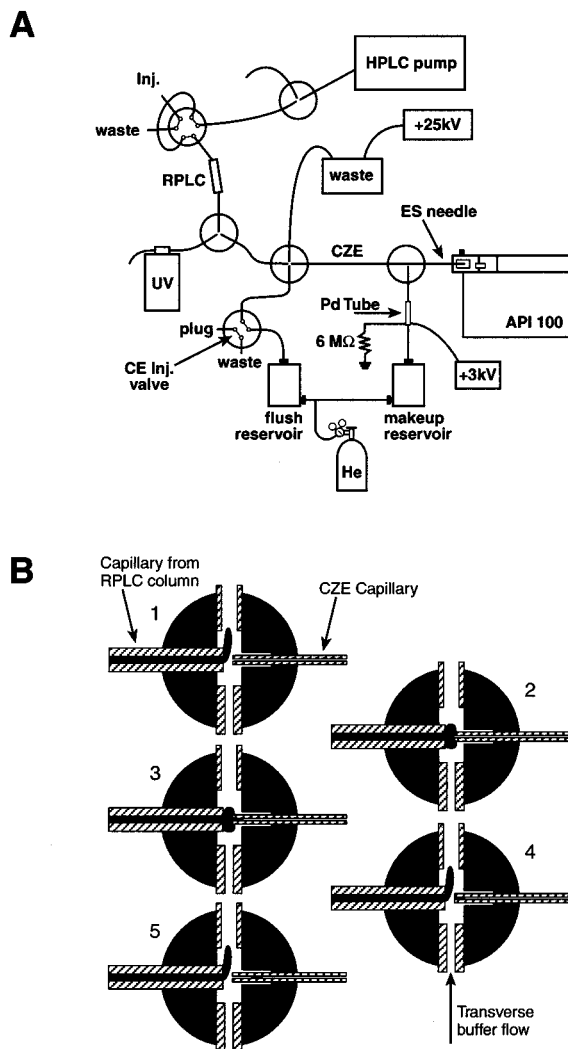 A
HPLC pump
Inj.
waste
+25kV
RPLC
waste
ES needle
CZE
UV
Pd Tube
plug
API 100
6 MΩ
waste
CE Inj.
valve
+3kV
flush
reservoir
makeup
reservoir
He
B
Capillary from
RPLC column
CZE Capillary
1
2
3
4
5
Transverse
buffer flow